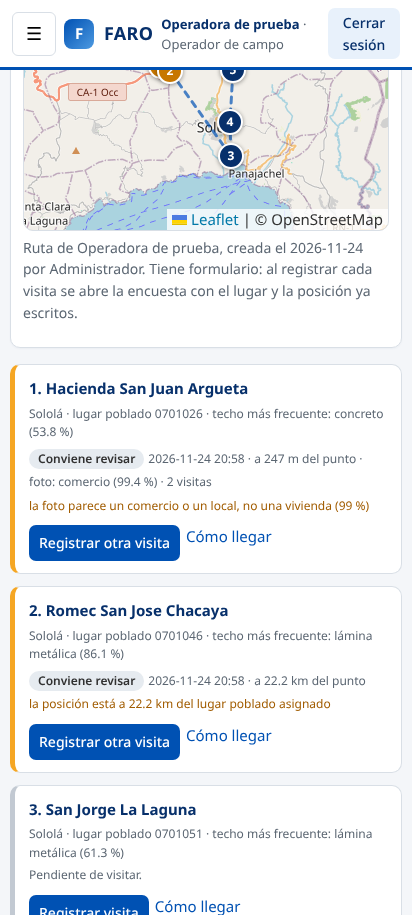 ☰ F FARO Operadora de prueba · Operador de campo Cerrar sesión
2 5
CA-1 Occ
Sol
4
3
Panajachel
nta Clara
a Laguna
Leaflet | © OpenStreetMap
Ruta de Operadora de prueba, creada el 2026-11-24
por Administrador. Tiene formulario: al registrar cada
visita se abre la encuesta con el lugar y la posición ya
escritos.
1. Hacienda San Juan Argueta
Sololá · lugar poblado 0701026 · techo más frecuente: concreto
(53.8 %)
Conviene revisar 2026-11-24 20:58 · a 247 m del punto ·
foto: comercio (99.4 %) · 2 visitas
la foto parece un comercio o un local, no una vivienda (99 %)
Registrar otra visita Cómo llegar
2. Romec San Jose Chacaya
Sololá · lugar poblado 0701046 · techo más frecuente: lámina
metálica (86.1 %)
Conviene revisar 2026-11-24 20:58 · a 22.2 km del punto
la posición está a 22.2 km del lugar poblado asignado
Registrar otra visita Cómo llegar
3. San Jorge La Laguna
Sololá · lugar poblado 0701051 · techo más frecuente: lámina
metálica (61.3 %)
Pendiente de visitar.
Registrar visita Cómo llegar